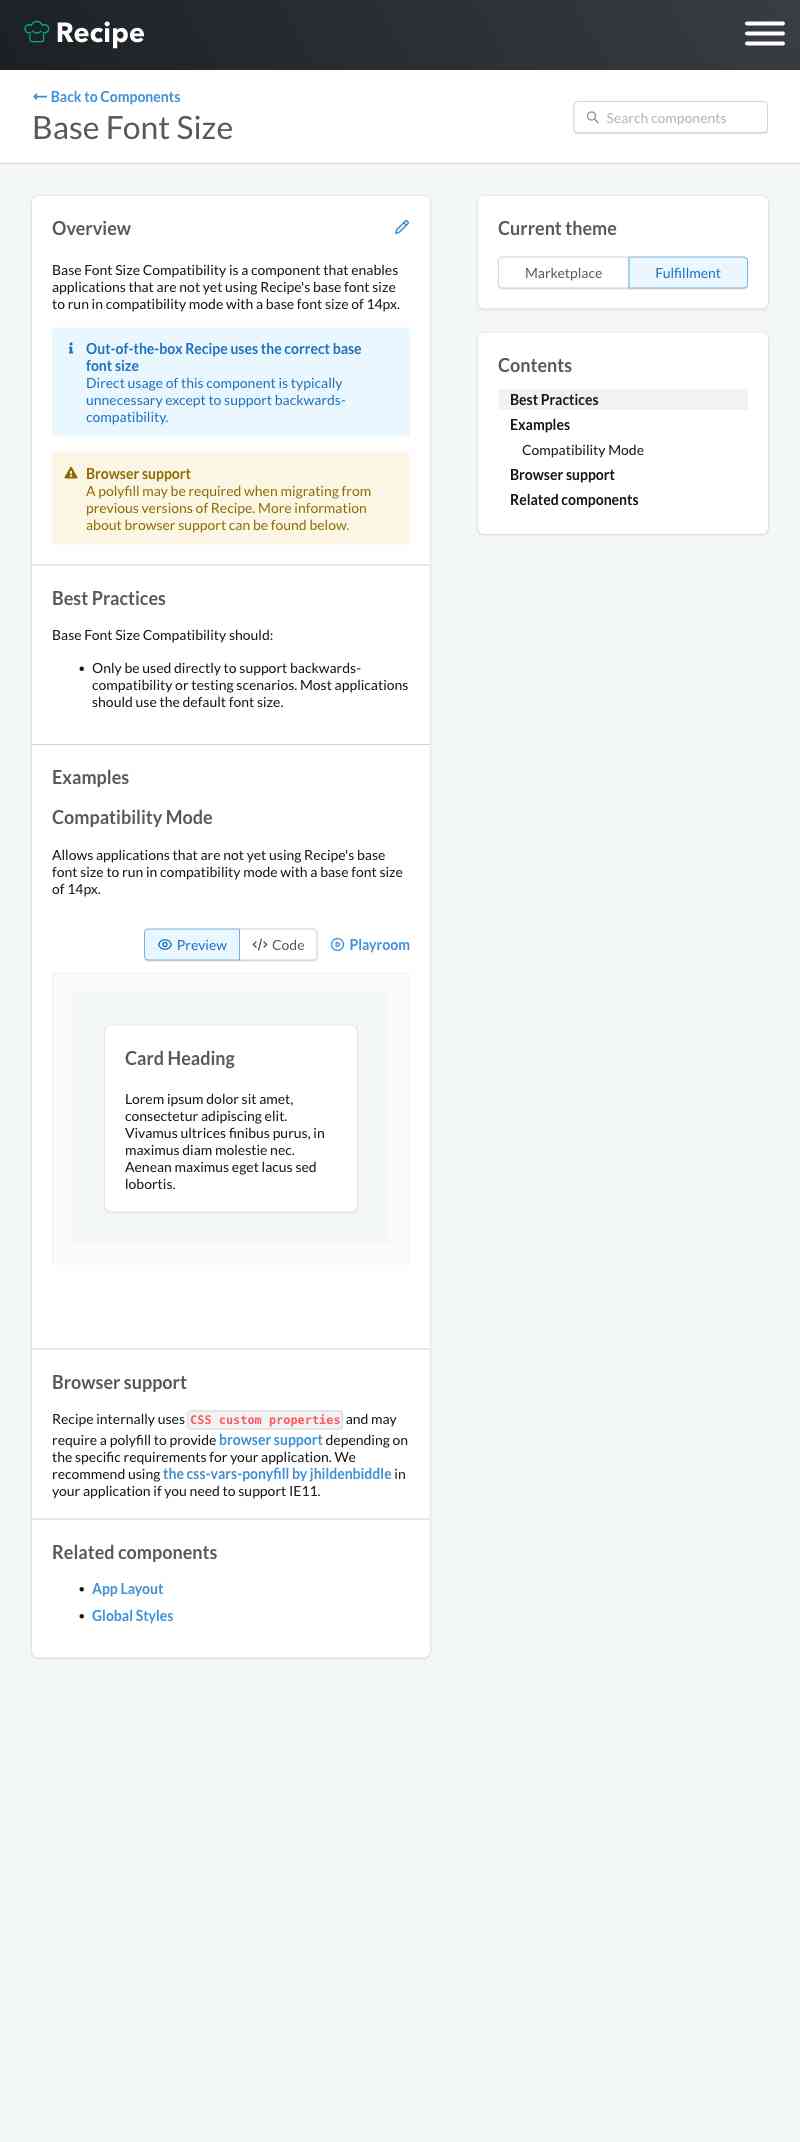 Recipe
Back to Components
Base Font Size
Search components
Overview
Base Font Size Compatibility is a component that enables
applications that are not yet using Recipe's base font size
to run in compatibility mode with a base font size of 14px.
Out-of-the-box Recipe uses the correct base
font size
Direct usage of this component is typically
unnecessary except to support backwards-
compatibility.
Browser support
A polyfill may be required when migrating from
previous versions of Recipe. More information
about browser support can be found below.
Best Practices
Base Font Size Compatibility should:
• Only be used directly to support backwards-
compatibility or testing scenarios. Most applications
should use the default font size.
Examples
Compatibility Mode
Allows applications that are not yet using Recipe's base
font size to run in compatibility mode with a base font size
of 14px.
Preview Code Playroom
Card Heading
Lorem ipsum dolor sit amet,
consectetur adipiscing elit.
Vivamus ultrices finibus purus, in
maximus diam molestie nec.
Aenean maximus eget lacus sed
lobortis.
Browser support
Recipe internally uses CSS custom properties and may
require a polyfill to provide browser support depending on
the specific requirements for your application. We
recommend using the css-vars-ponyfill by jhildenbiddle in
your application if you need to support IE11.
Related components
• App Layout
• Global Styles
Current theme
Marketplace Fulfillment
Contents
Best Practices
Examples
Compatibility Mode
Browser support
Related components